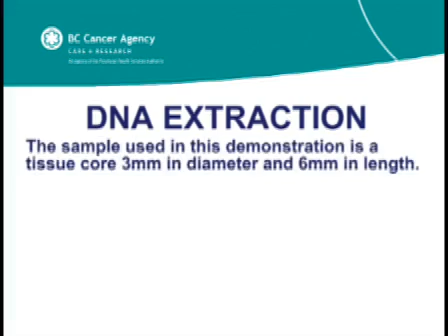 BC Cancer Agency
CARE + RESEARCH
DNA EXTRACTION
The sample used in this demonstration is a
tissue core 3mm in diameter and 6mm in length.